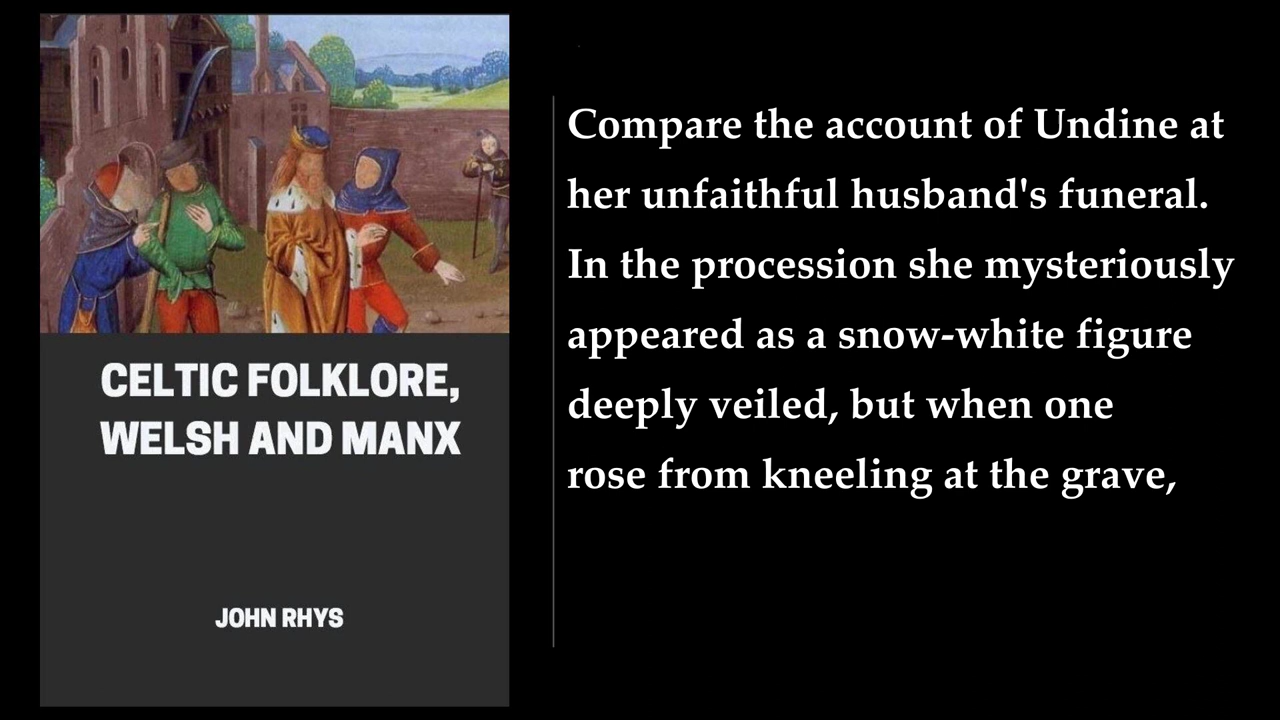 CELTIC FOLKLORE,
WELSH AND MANX
JOHN RHYS
Compare the account of Undine at
her unfaithful husband's funeral.
In the procession she mysteriously
appeared as a snow-white figure
deeply veiled, but when one
rose from kneeling at the grave,